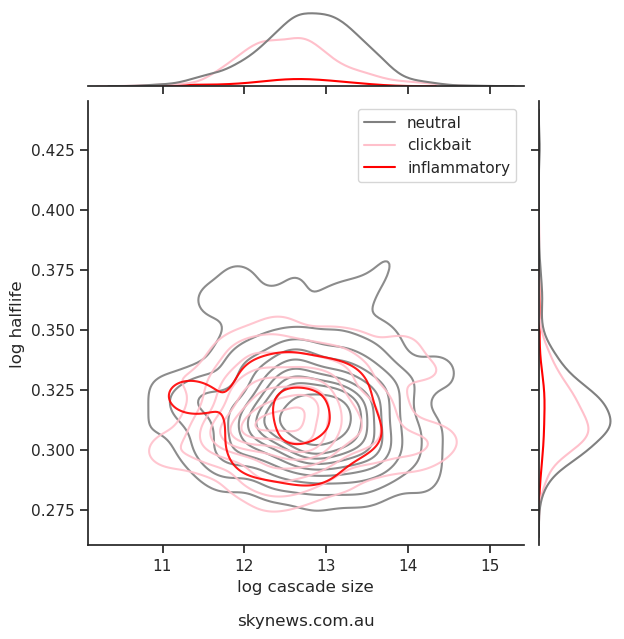 neutral
clickbait
inflammatory
0.425
0.400
0.375
0.350
0.325
0.300
0.275
log halflife
11 12 13 14 15
log cascade size
skynews.com.au